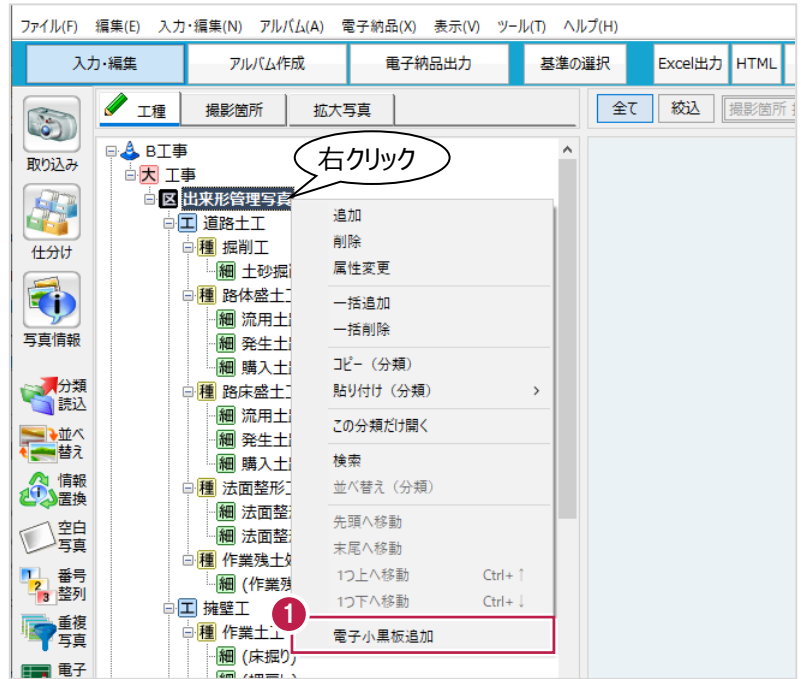 ファイル(F) 編集(E) 入力・編集(N) アルバム(A) 電子納品(X) 表示(V) ツール(T) ヘルプ(H)
入力・編集 アルバム作成 電子納品出力 基準の選択 Excel出力 HTML
工種 撮影箇所 拡大写真 全て 絞込 撮影箇所
取り込み
仕分け
写真情報
分類
読込
並べ
替え
情報
置換
空白
写真
番号
整列
重複
写真
電子
B工事
大 工事
区 出来形管理写真
工 道路土工
種 掘削工
細 土砂掘
種 路体盛土工
細 流用土
細 発生土
細 購入土
種 路床盛土工
細 流用土
細 発生土
細 購入土
種 法面整形工
細 法面整
細 法面整
種 作業残土処
細 (作業残
工 擁壁工
種 作業土工
細 (床掘り)
細 (埋戻し)
右クリック
追加
削除
属性変更
一括追加
一括削除
コピー（分類）
貼り付け（分類） >
この分類だけ開く
検索
並べ替え（分類）
先頭へ移動
末尾へ移動
1つ上へ移動 Ctrl+↑
1つ下へ移動 Ctrl+↓
1
電子小黒板追加